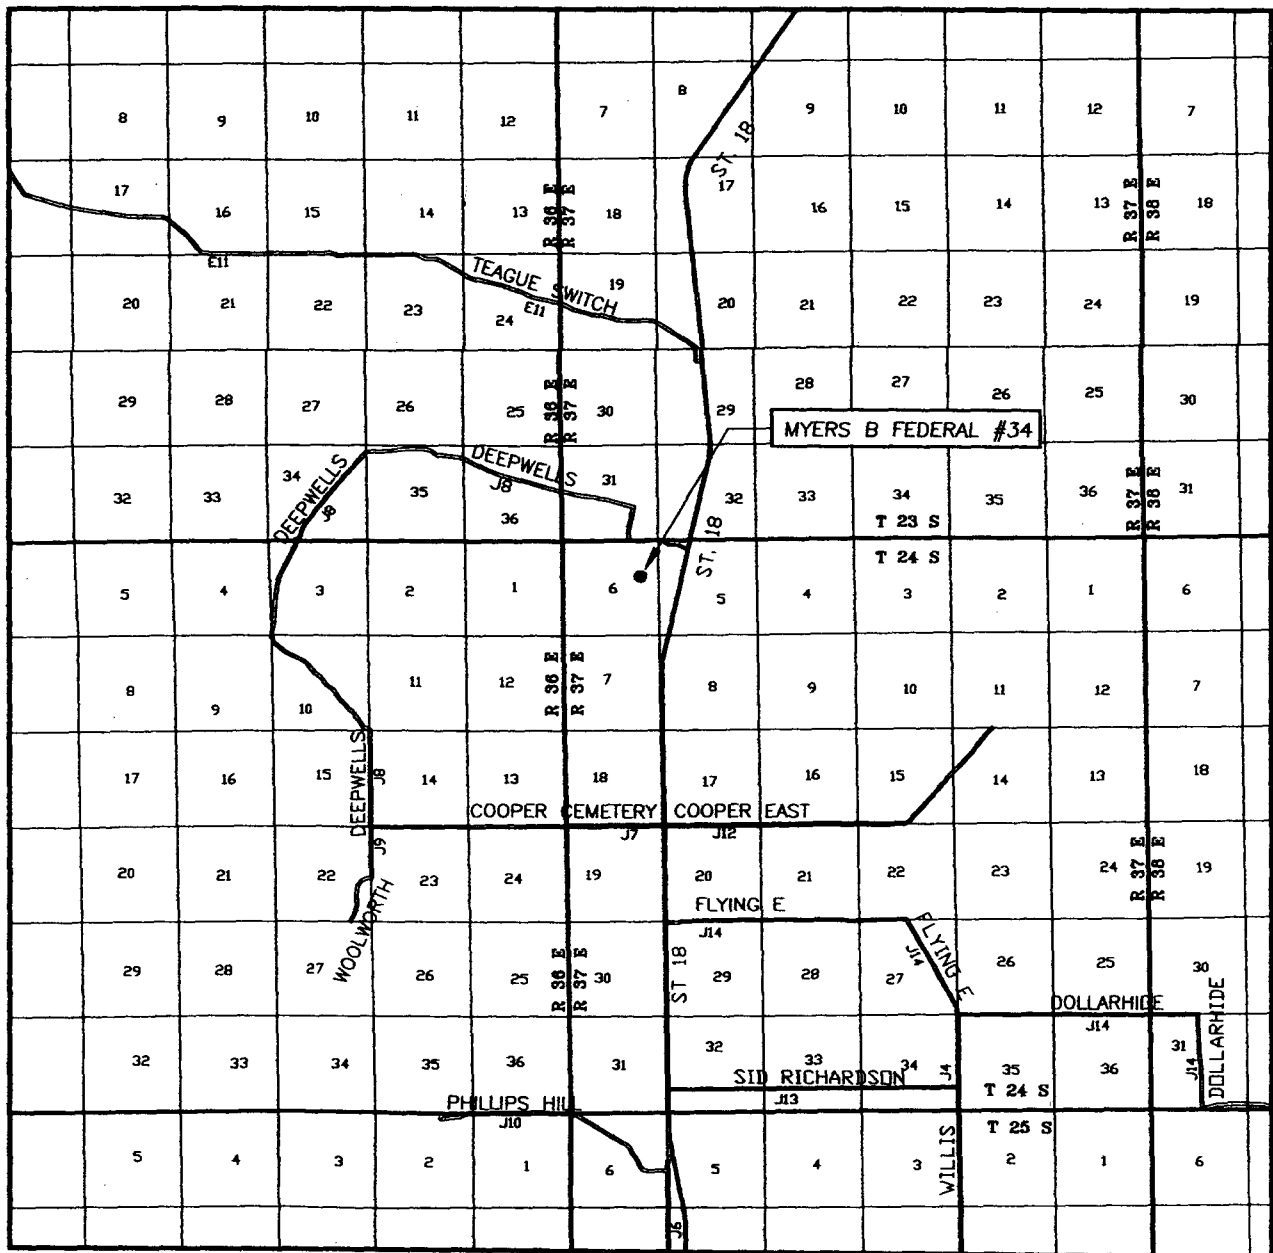 8 9 10 11 12 7 8 9 10 11 12 7
ST 18
17 16 15 14 13 18 17 16 15 14 13 18
R 36 E R 37 E
R 37 E R 38 E
E11
TEAGUE SWITCH
E11
20 21 22 23 24 19 20 21 22 23 24 19
29 28 27 26 25 30 29 28 27 26 25 30
R 36 E R 37 E
MYERS B FEDERAL #34
DEEPWELLS
J8
DEEPWELLS
J8
32 33 34 35 36 31 32 33 34 35 36 31
R 37 E R 38 E
T 23 S
T 24 S
ST. 18
5 4 3 2 1 6 5 4 3 2 1 6
R 36 E R 37 E
8 9 10 11 12 7 8 9 10 11 12 7
DEEPWELLS
J8
17 16 15 14 13 18 17 16 15 14 13 18
COOPER CEMETERY COOPER EAST
J7 J12
J9
R 37 E R 38 E
20 21 22 23 24 19 20 21 22 23 24 19
WOOLWORTH
FLYING E
J14
FLYING E
J14
29 28 27 26 25 30 29 28 27 26 25 30
R 36 E R 37 E
ST 18
DOLLARHIDE
J14
DOLLARHIDE
J14
32 33 34 35 36 31 32 33 34 35 36 31
SID RICHARDSON
J13
J4
T 24 S
T 25 S
PHILLIPS HILL
J10
WILLIS
5 4 3 2 1 6 5 4 3 2 1 6
J6